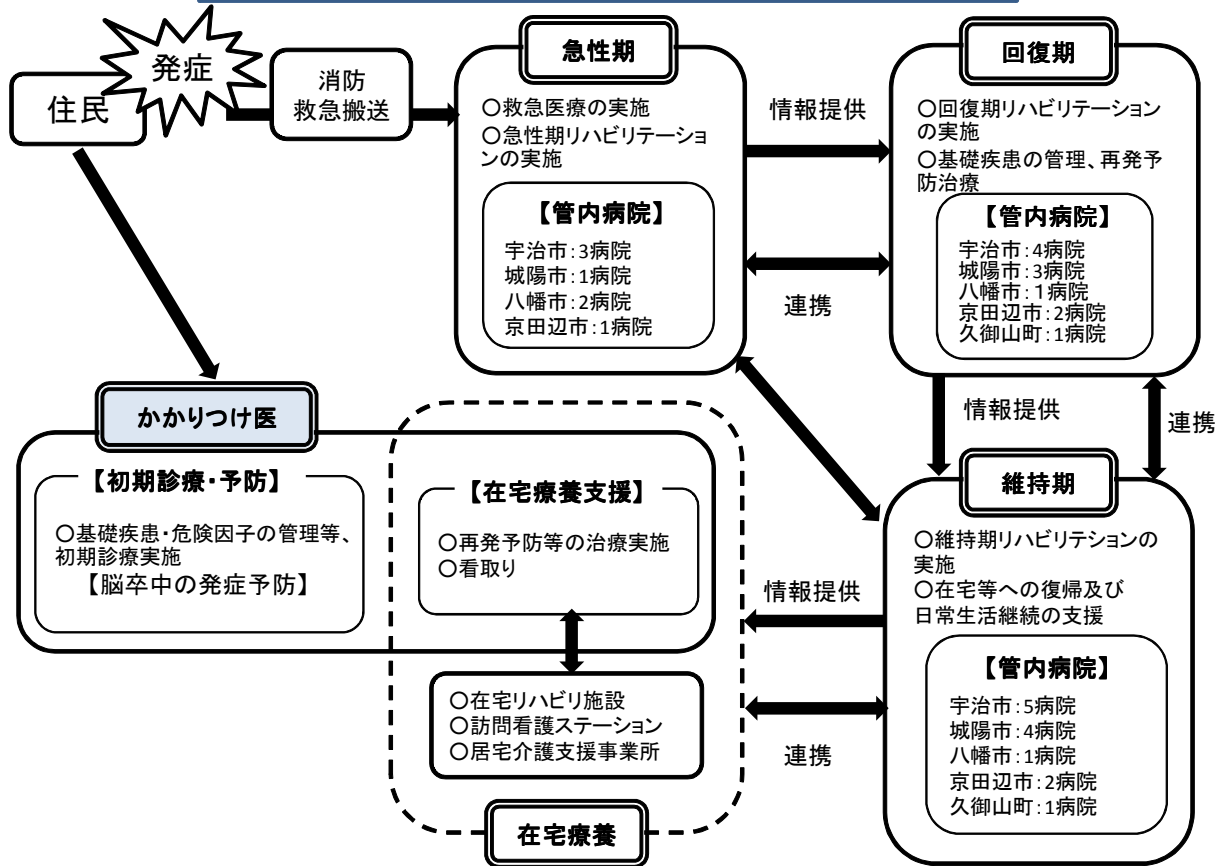 発症
住民
消防
救急搬送
急性期
○救急医療の実施
○急性期リハビリテーショ
ンの実施
【管内病院】
宇治市:3病院
城陽市:1病院
八幡市:2病院
京田辺市:1病院
情報提供
連携
回復期
○回復期リハビリテーション
の実施
○基礎疾患の管理、再発予
防治療
【管内病院】
宇治市:4病院
城陽市:3病院
八幡市:1病院
京田辺市:2病院
久御山町:1病院
情報提供
連携
かかりつけ医
【初期診療・予防】
○基礎疾患・危険因子の管理等、
初期診療実施
【脳卒中の発症予防】
【在宅療養支援】
○再発予防等の治療実施
○看取り
○在宅リハビリ施設
○訪問看護ステーション
○居宅介護支援事業所
在宅療養
情報提供
連携
維持期
○維持期リハビリテションの
実施
○在宅等への復帰及び
日常生活継続の支援
【管内病院】
宇治市:5病院
城陽市:4病院
八幡市:1病院
京田辺市:2病院
久御山町:1病院